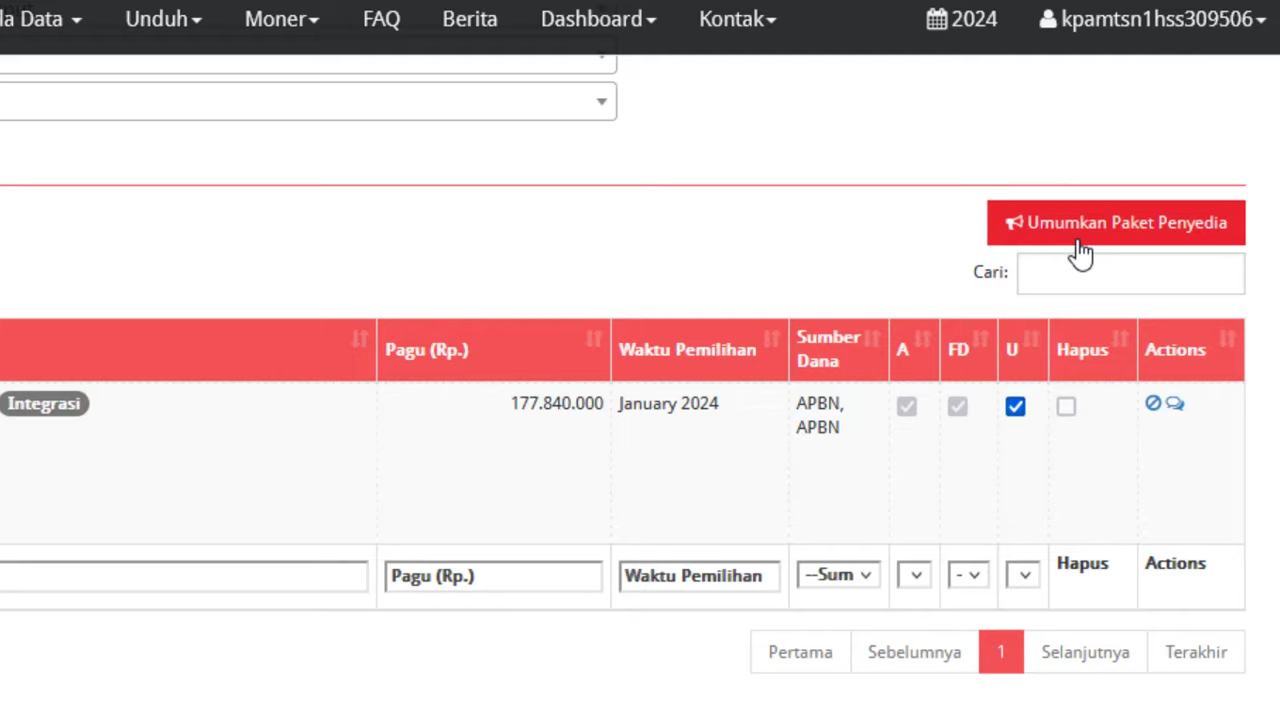 la Data Unduh Moner FAQ Berita Dashboard Kontak 2024 kpamtsn1hss309506
Umumkan Paket Penyedia
Cari:
Pagu (Rp.) Waktu Pemilihan Sumber Dana A FD U Hapus Actions
Integrasi 177.840.000 January 2024 APBN,
APBN
Pagu (Rp.) Waktu Pemilihan --Sum - Hapus Actions
Pertama Sebelumnya 1 Selanjutnya Terakhir